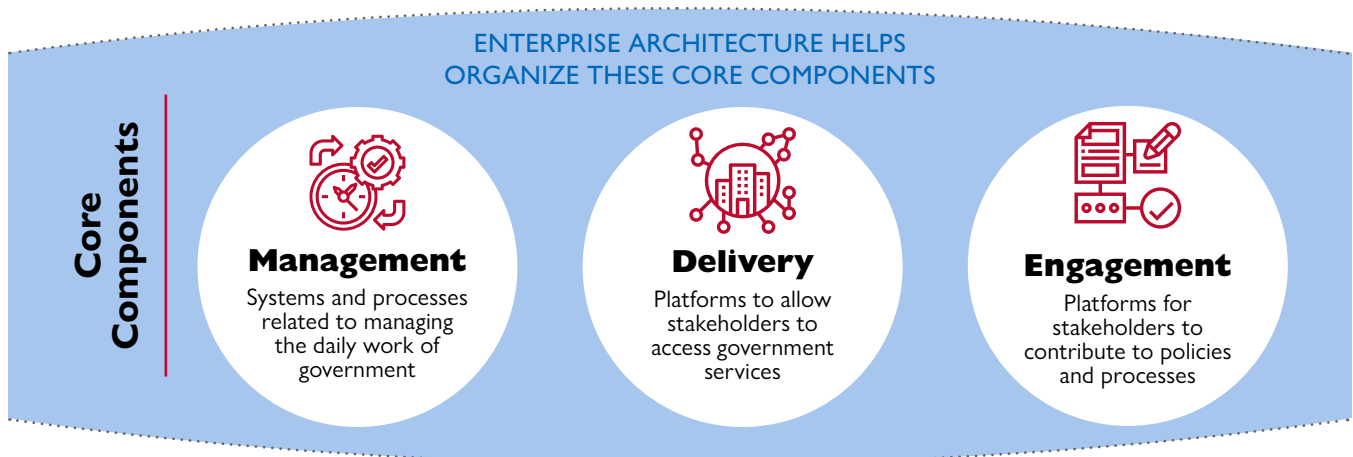 ENTERPRISE ARCHITECTURE HELPS
ORGANIZE THESE CORE COMPONENTS
Core
Components
Management
Systems and processes
related to managing
the daily work of
government
Delivery
Platforms to allow
stakeholders to
access government
services
Engagement
Platforms for
stakeholders to
contribute to policies
and processes